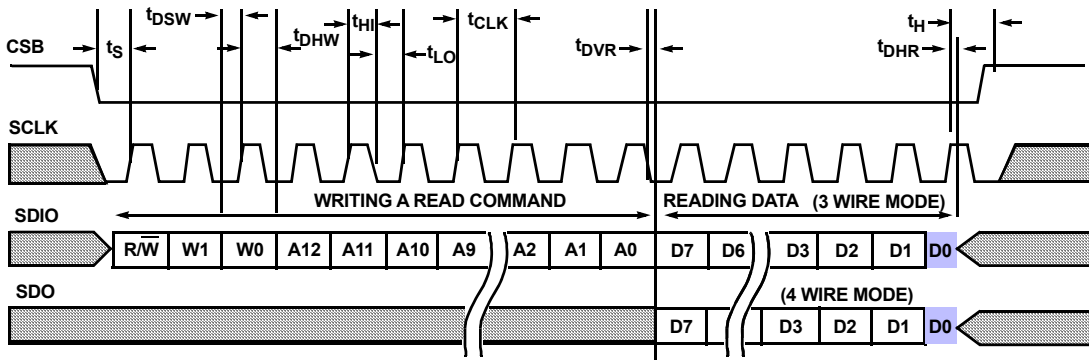 tDSW tHI tCLK tH
CSB tS tDHW tLO tDVR tDHR
SCLK
WRITING A READ COMMAND READING DATA (3 WIRE MODE)
SDIO
R/W̅ W1 W0 A12 A11 A10 A9 A2 A1 A0 D7 D6 D3 D2 D1 D0
SDO (4 WIRE MODE)
D7 D3 D2 D1 D0